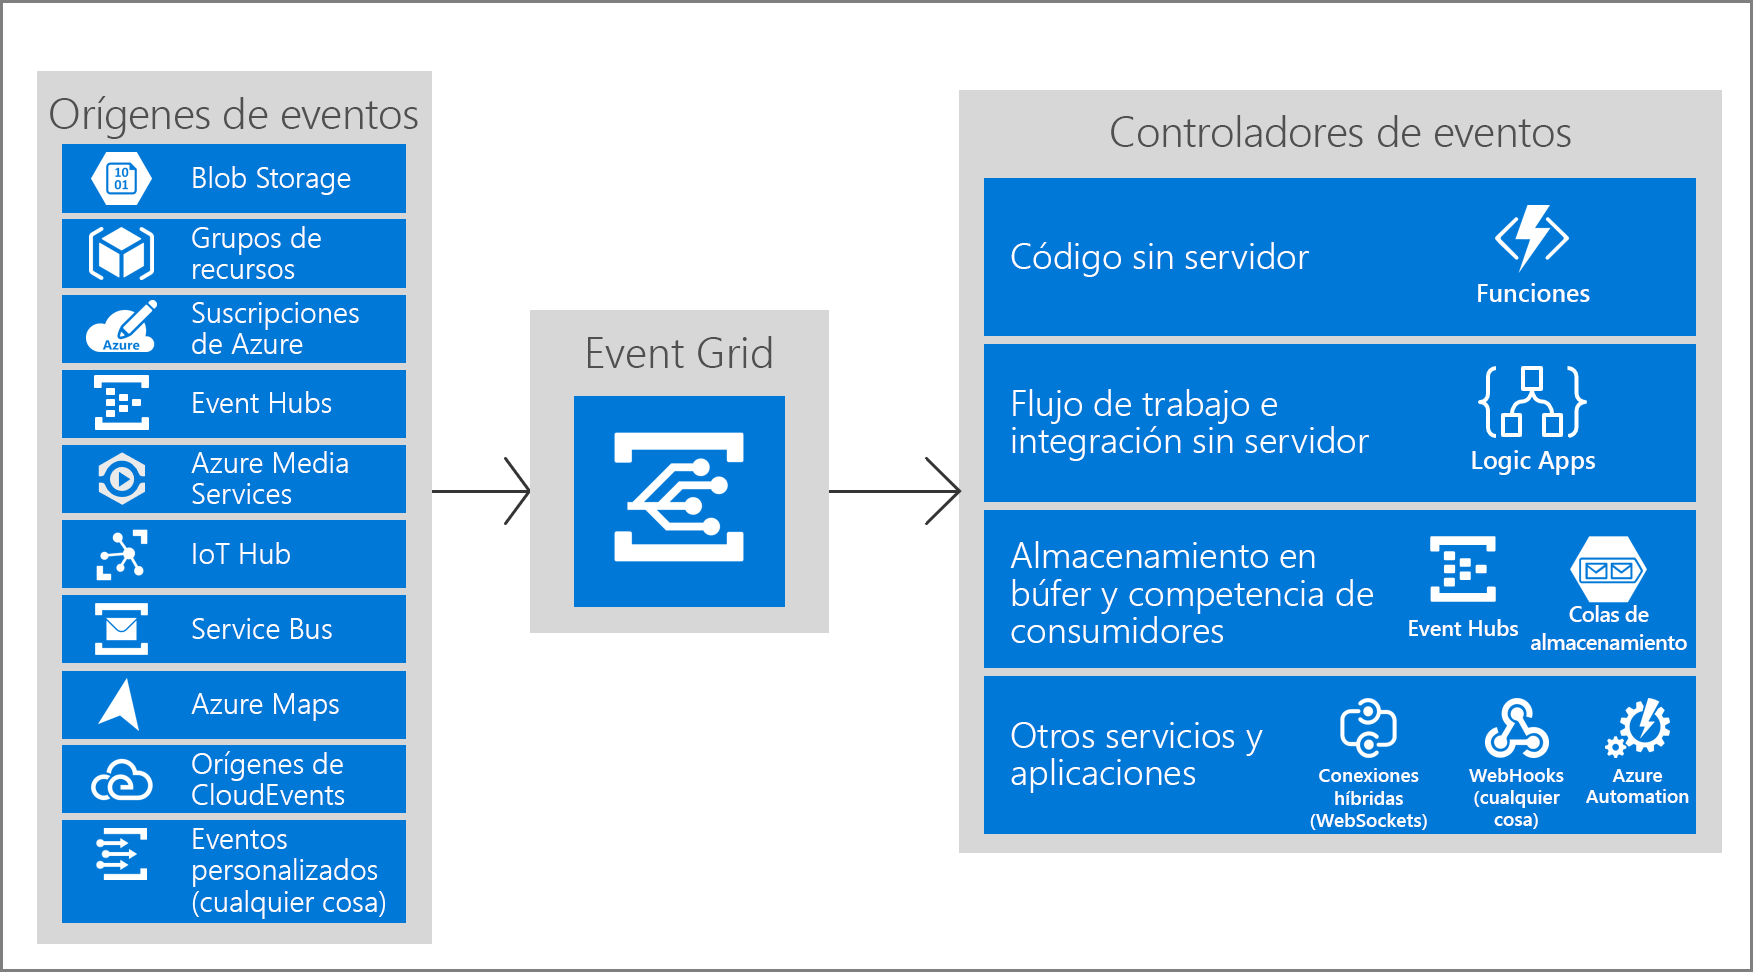 Orígenes de eventos
10
01
Blob Storage
Grupos de
recursos
Azure
Suscripciones
de Azure
Event Hubs
Azure Media
Services
IoT Hub
Service Bus
Azure Maps
Orígenes de
CloudEvents
Eventos
personalizados
(cualquier cosa)
Event Grid
Controladores de eventos
Código sin servidor
Funciones
Flujo de trabajo e
integración sin servidor
Logic Apps
Almacenamiento en
búfer y competencia de
consumidores
Event Hubs
Colas de
almacenamiento
Otros servicios y
aplicaciones
Conexiones
híbridas
(WebSockets)
WebHooks
(cualquier
cosa)
Azure
Automation